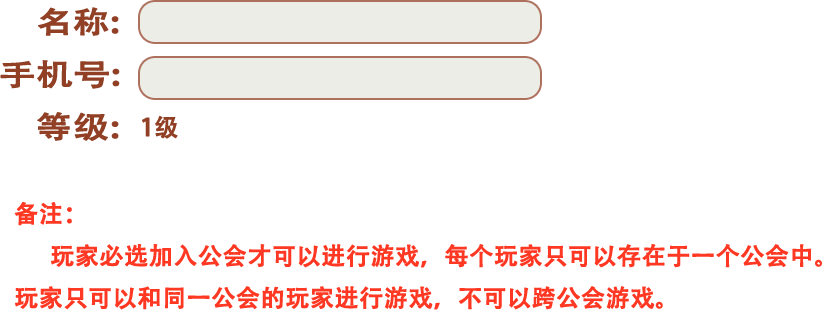 名称:
手机号:
等级: 1级
备注:
玩家必选加入公会才可以进行游戏，每个玩家只可以存在于一个公会中。
玩家只可以和同一公会的玩家进行游戏，不可以跨公会游戏。